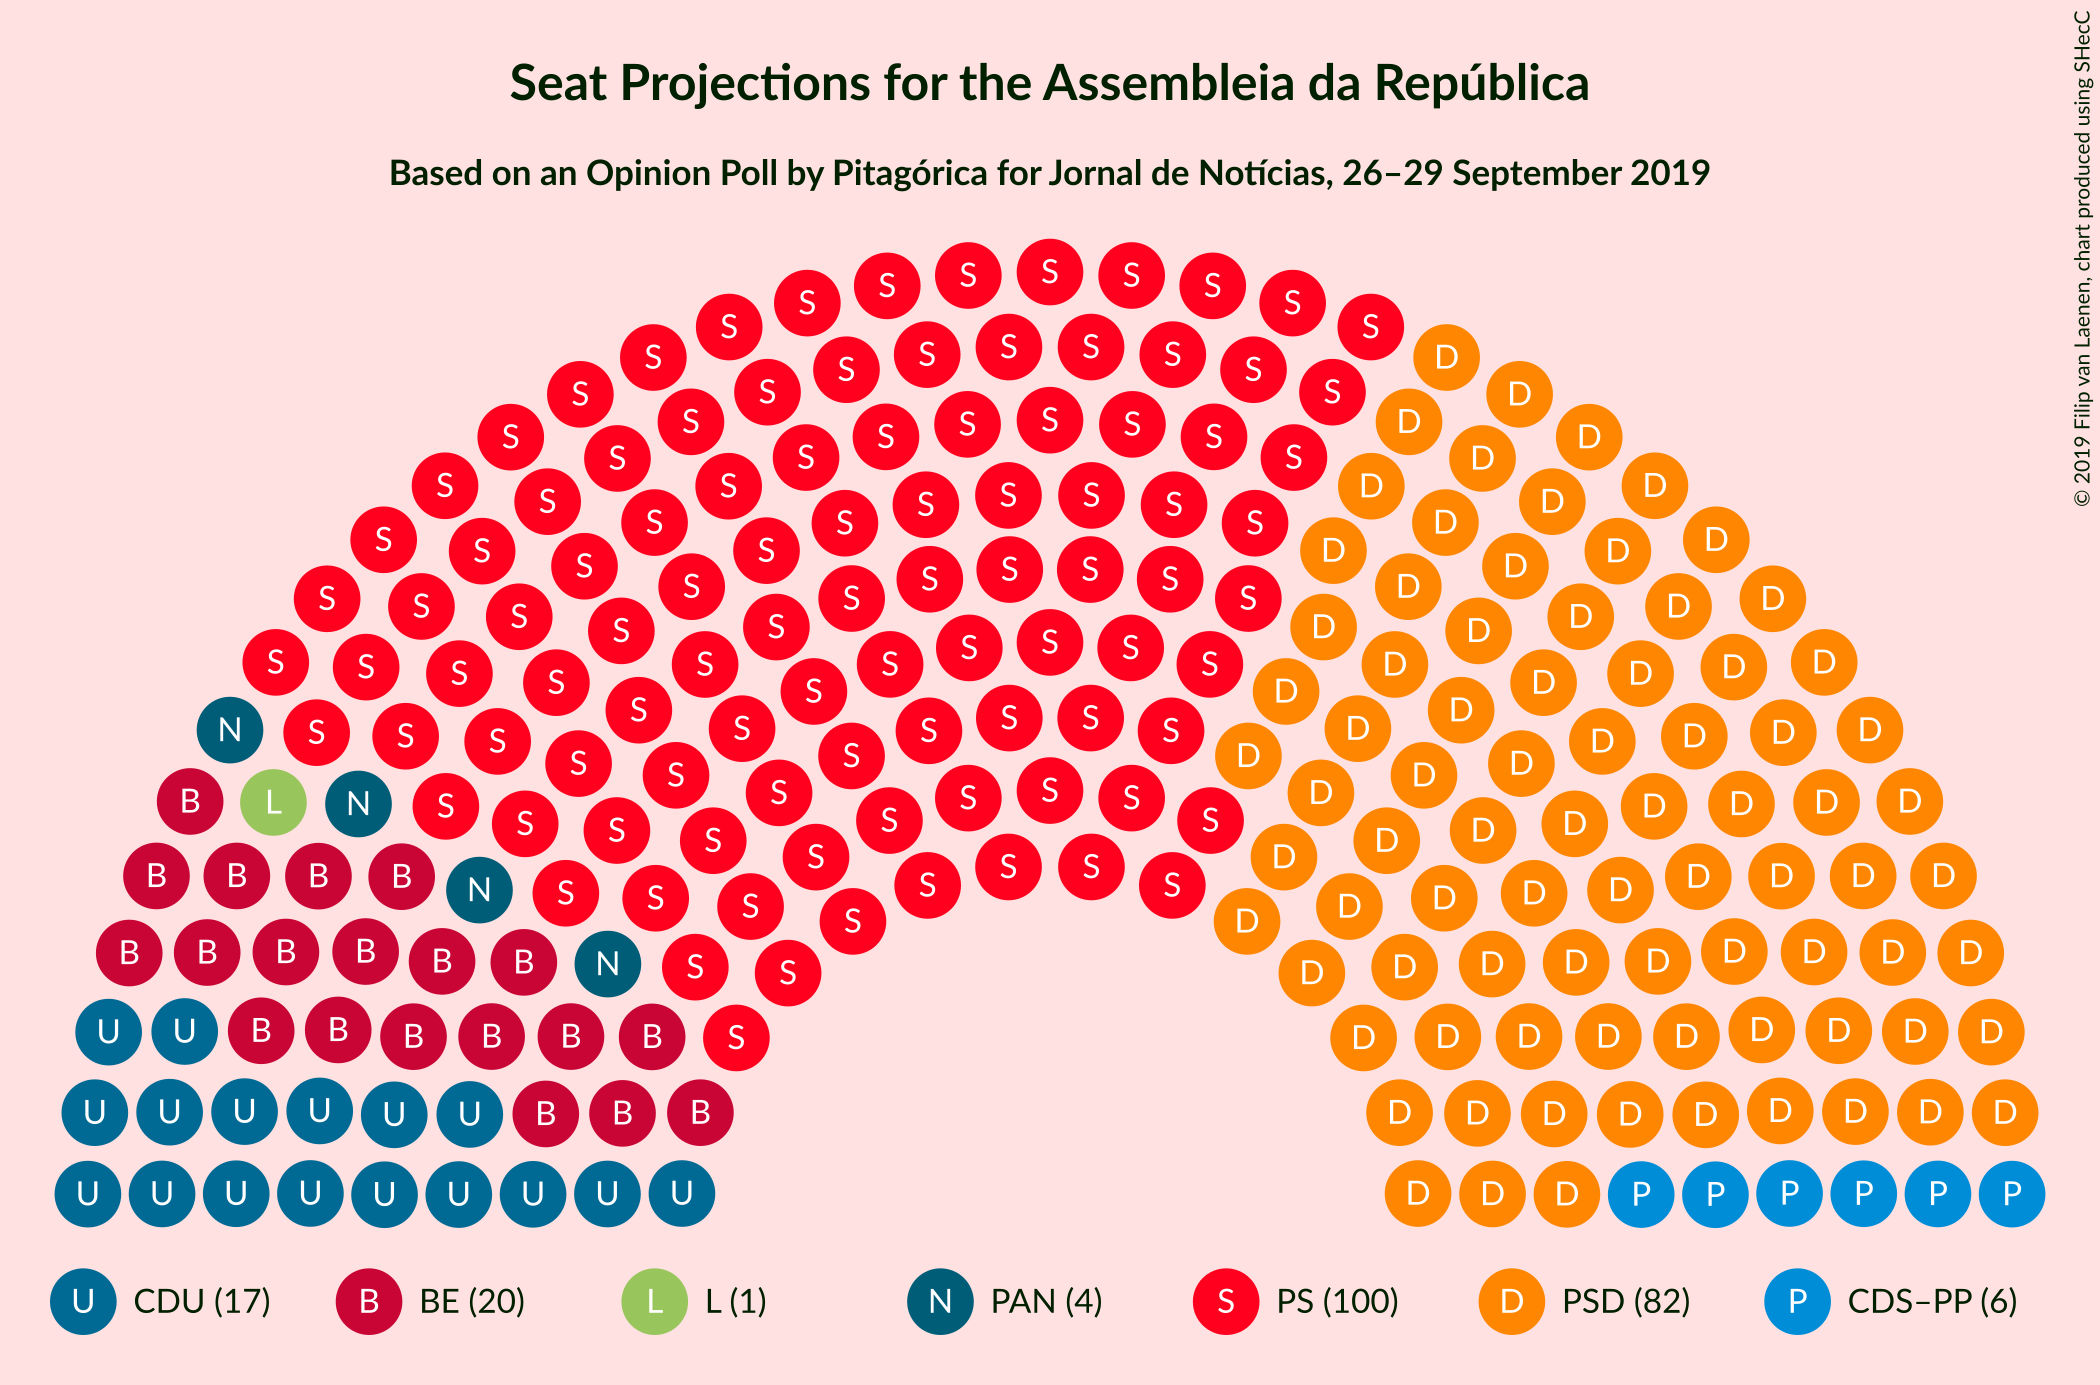 Seat Projections for the Assembleia da República
Based on an Opinion Poll by Pitagórica for Jornal de Notícias, 26–29 September 2019
© 2019 Filip van Laenen, chart produced using SHecC
U U U B B B N S S S S S S S S S S S S S S S S D D D D D D D D D D D D D P
U U U B B L S S S S S S S S S S S S S S S D D D D D D D D D D D D P
U U B B B N S S S S S S S S S S S S S D D D D D D D D D D D P
U U B B B S S S S S S S S S S S S D D D D D D D D D D P
U U B B N S S S S S S S S S S S D D D D D D D D D P
U U B B S S S S S S S S S S D D D D D D D D P
U B B N S S S S S S S S D D D D D D D D
U B B S S S S S S S S D D D D D D
U B S S S S S S S D D D D D
U CDU (17) B BE (20) L L (1) N PAN (4) S PS (100) D PSD (82) P CDS–PP (6)